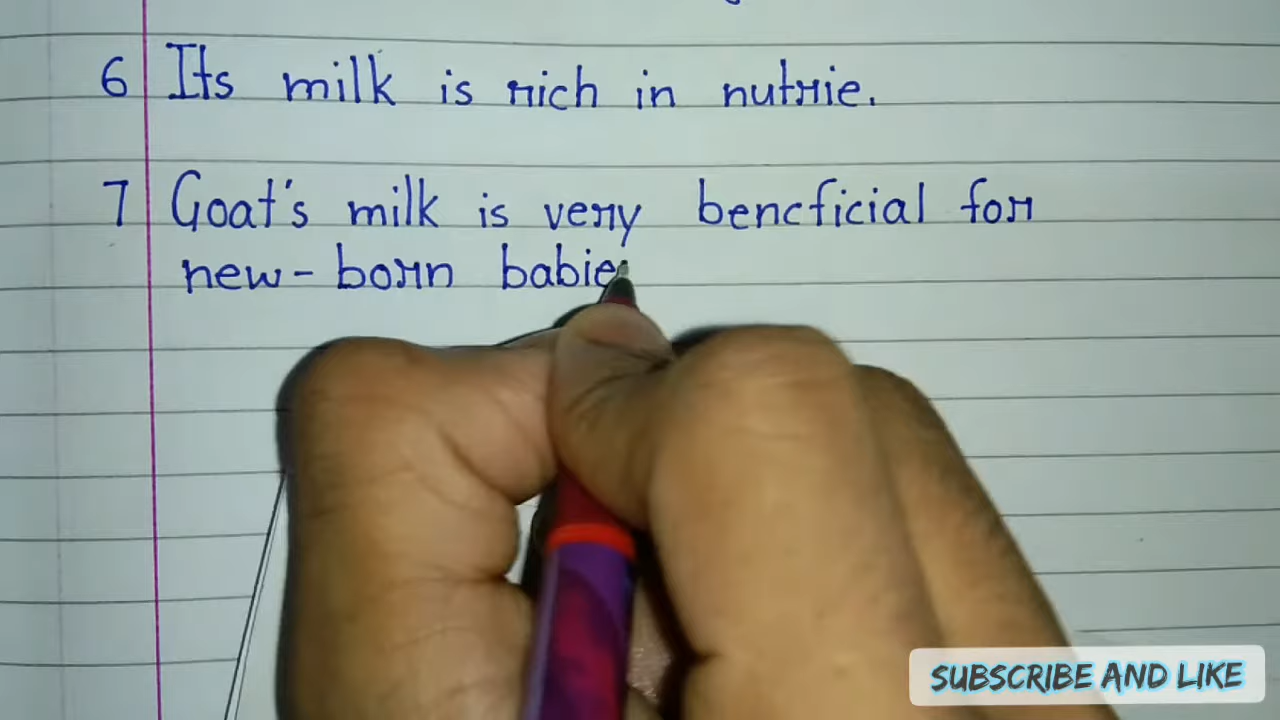 6 Its milk is rich in nutrie.
7 Goat's milk is very beneficial for
new-born babie
SUBSCRIBE AND LIKE